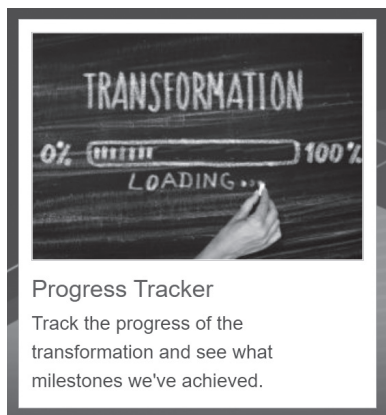 TRANSFORMATION
0% 100%
LOADING...
Progress Tracker
Track the progress of the
transformation and see what
milestones we've achieved.